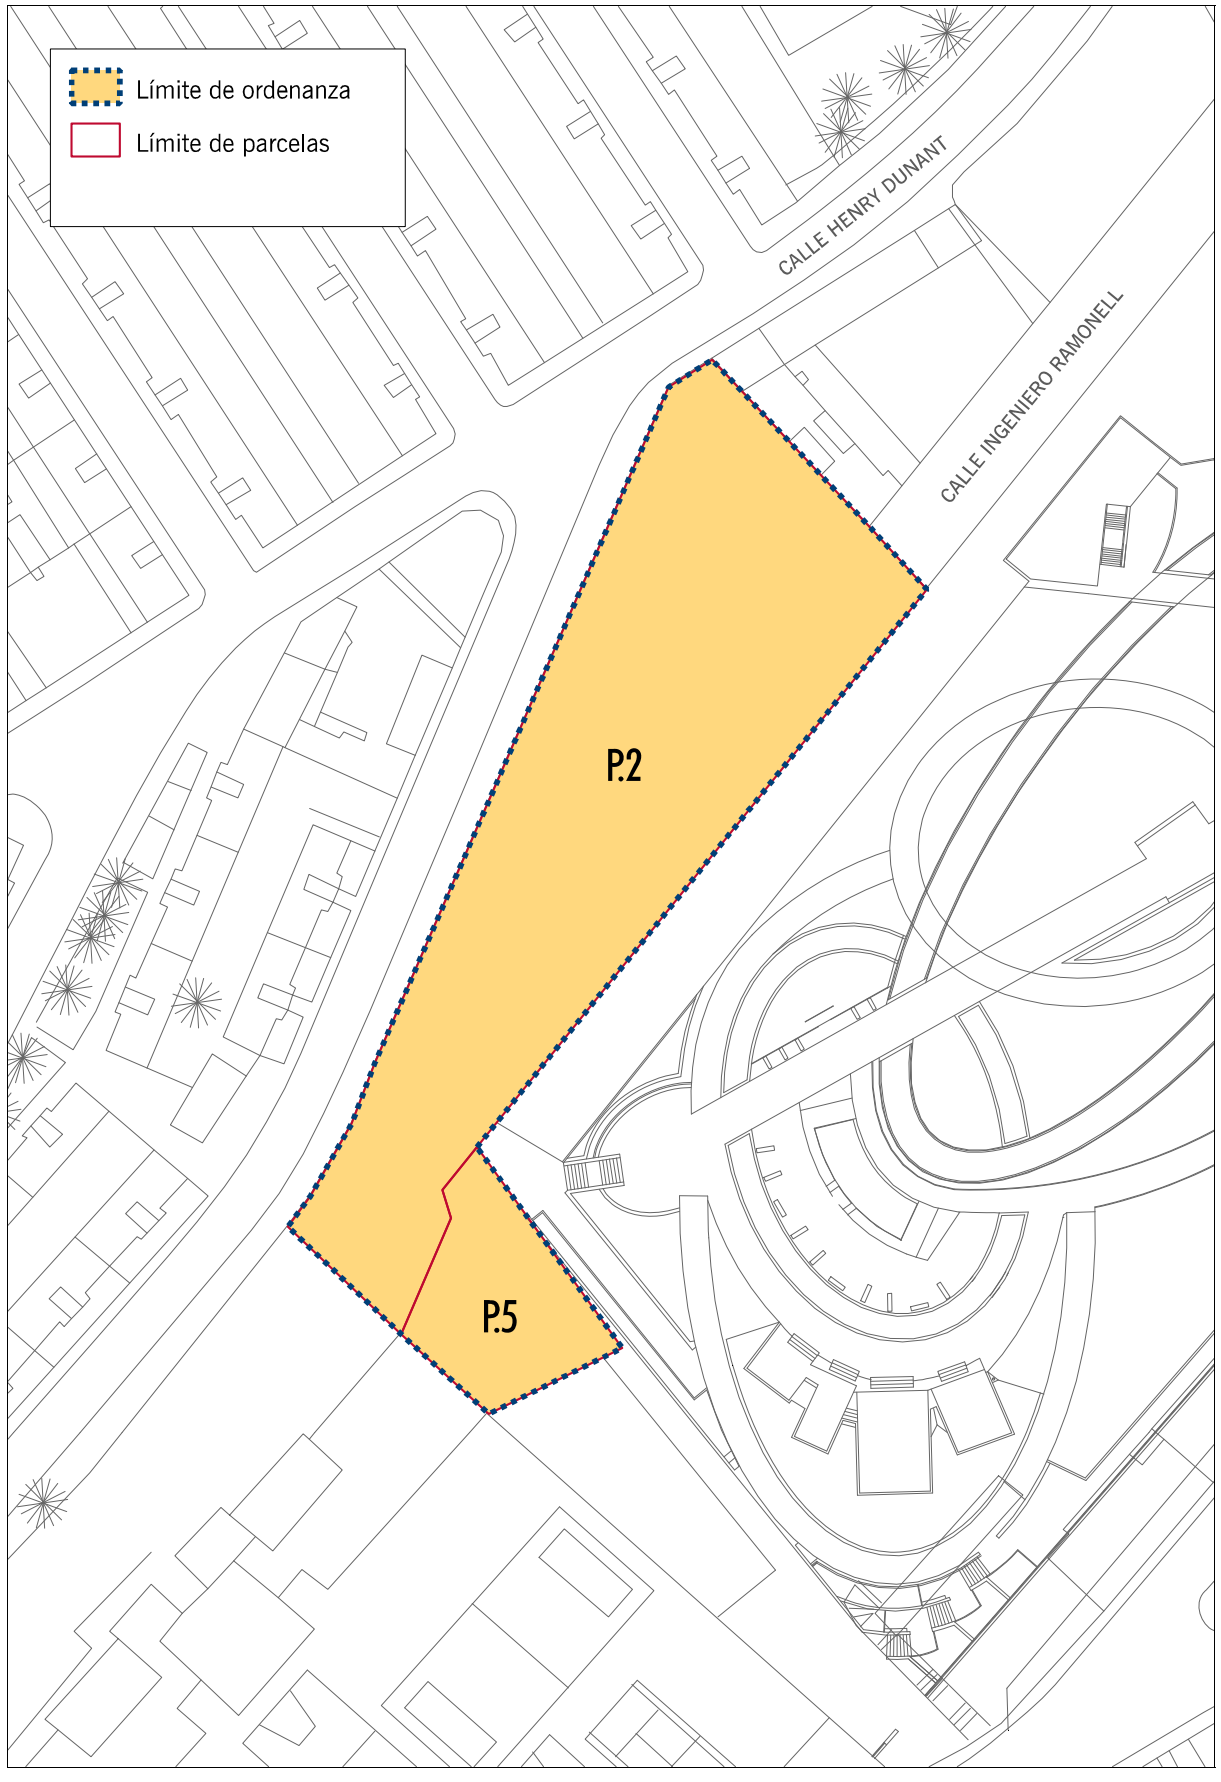 Límite de ordenanza
Límite de parcelas
CALLE HENRY DUNANT
CALLE INGENIERO RAMONELL
P.2
P.5